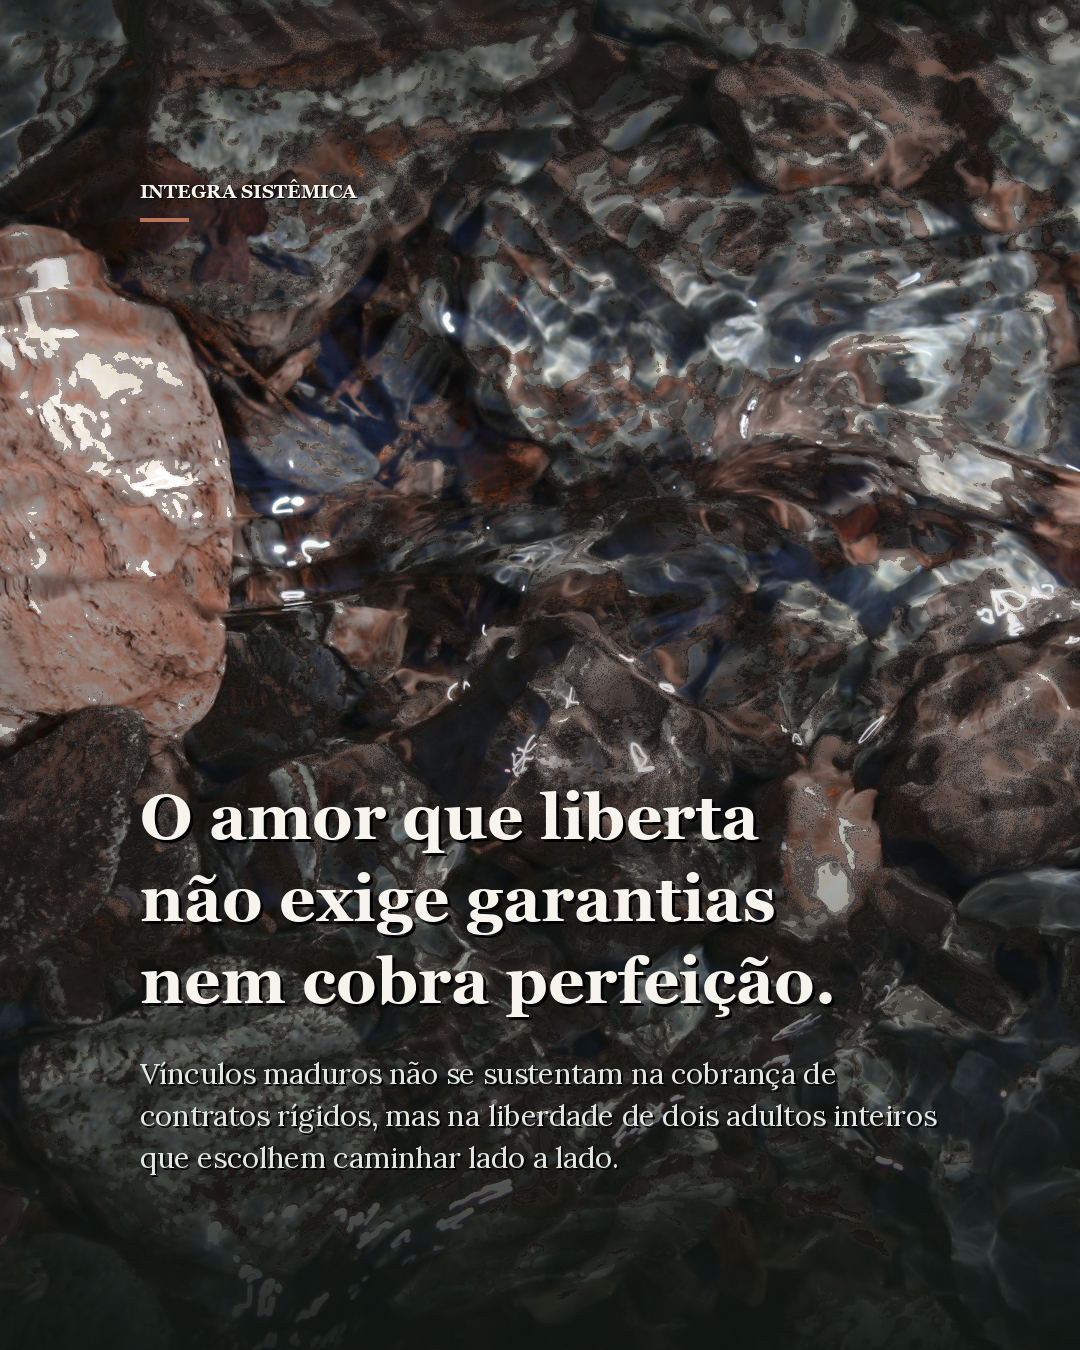 INTEGRA SISTÊMICA
O amor que liberta
não exige garantias
nem cobra perfeição.
Vínculos maduros não se sustentam na cobrança de
contratos rígidos, mas na liberdade de dois adultos inteiros
que escolhem caminhar lado a lado.